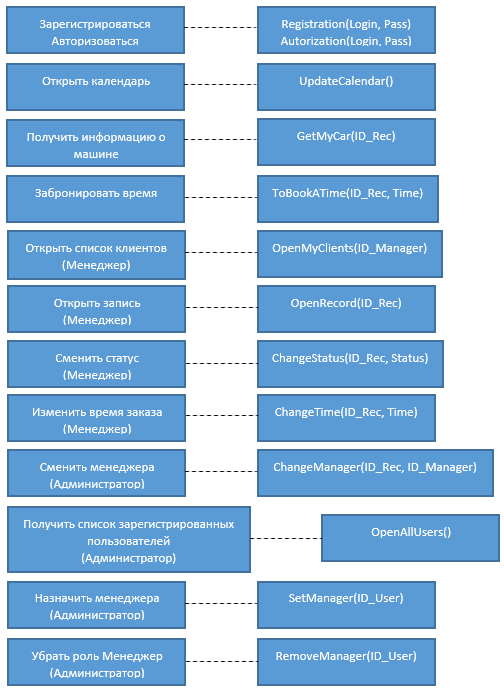 Зарегистрироваться
Авторизоваться
Registration(Login, Pass)
Autorization(Login, Pass)
Открыть календарь
UpdateCalendar()
Получить информацию о
машине
GetMyCar(ID_Rec)
Забронировать время
ToBookATime(ID_Rec, Time)
Открыть список клиентов
(Менеджер)
OpenMyClients(ID_Manager)
Открыть запись
(Менеджер)
OpenRecord(ID_Rec)
Сменить статус
(Менеджер)
ChangeStatus(ID_Rec, Status)
Изменить время заказа
(Менеджер)
ChangeTime(ID_Rec, Time)
Сменить менеджера
(Администратор)
ChangeManager(ID_Rec, ID_Manager)
Получить список зарегистрированных
пользователей
(Администратор)
OpenAllUsers()
Назначить менеджера
(Администратор)
SetManager(ID_User)
Убрать роль Менеджер
(Администратор)
RemoveManager(ID_User)